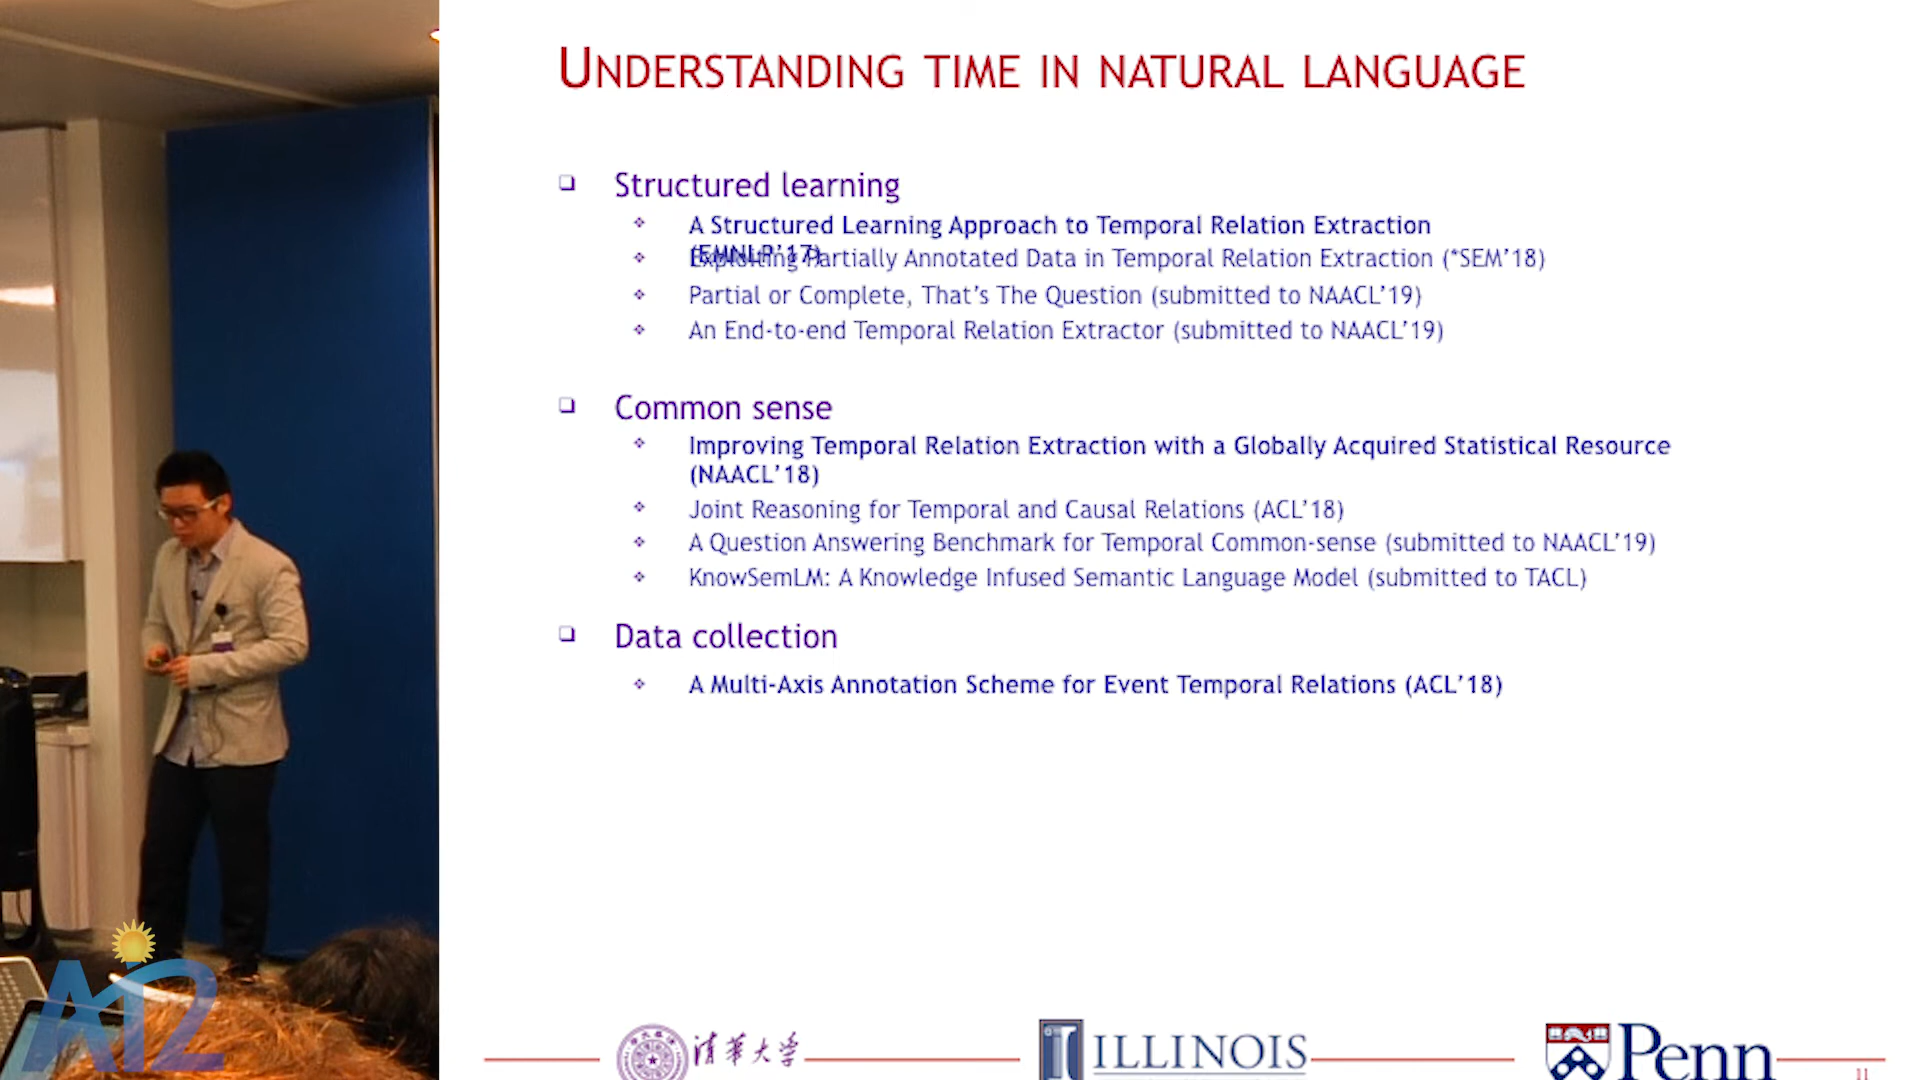 UNDERSTANDING TIME IN NATURAL LANGUAGE
Structured learning
A Structured Learning Approach to Temporal Relation Extraction
(EMNLP'17)
Exploiting Partially Annotated Data in Temporal Relation Extraction (*SEM'18)
Partial or Complete, That's The Question (submitted to NAACL'19)
An End-to-end Temporal Relation Extractor (submitted to NAACL'19)
Common sense
Improving Temporal Relation Extraction with a Globally Acquired Statistical Resource
(NAACL'18)
Joint Reasoning for Temporal and Causal Relations (ACL'18)
A Question Answering Benchmark for Temporal Common-sense (submitted to NAACL'19)
KnowSemLM: A Knowledge Infused Semantic Language Model (submitted to TACL)
Data collection
A Multi-Axis Annotation Scheme for Event Temporal Relations (ACL'18)
AI2
清華大学
ILLINOIS
Penn
11